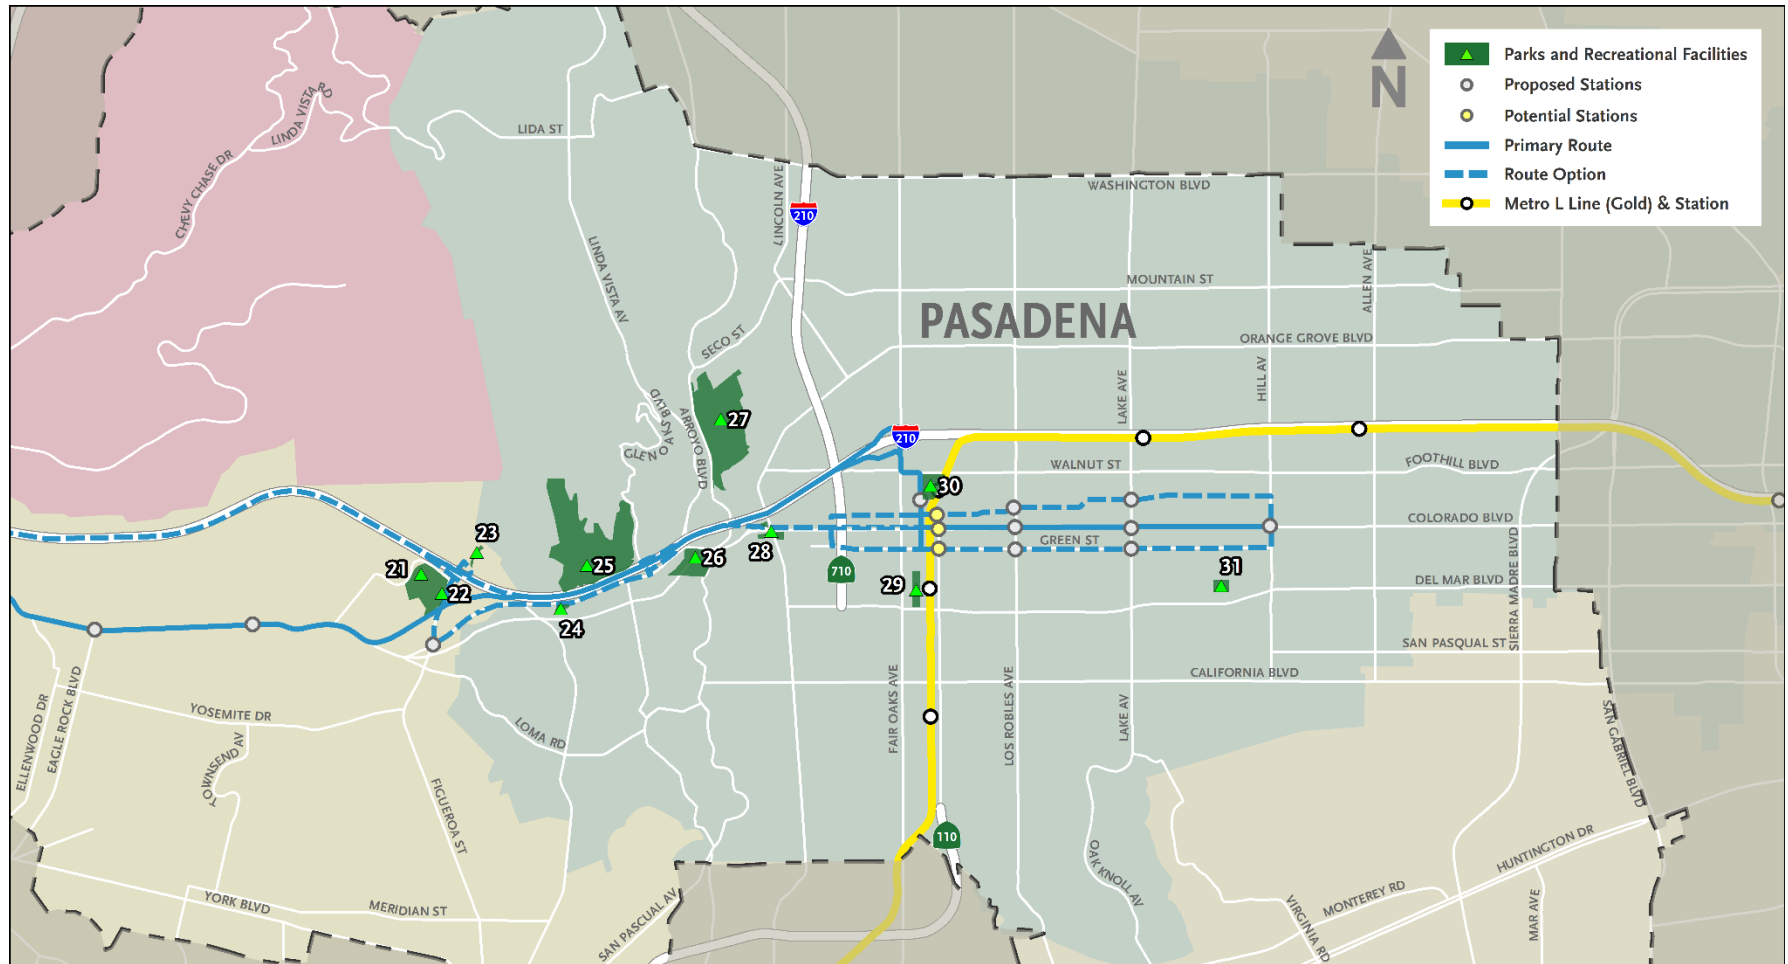 Parks and Recreational Facilities
Proposed Stations
Potential Stations
Primary Route
Route Option
Metro L Line (Gold) & Station
N
LINDA VISTA RD
LIDA ST
CHEVY CHASE DR
LINCOLN AVE
210
WASHINGTON BLVD
LINDA VISTA AV
MOUNTAIN ST
ALLEN AVE
PASADENA
SECO ST
ORANGE GROVE BLVD
LAKE AVE
HILL AV
GLENOAKS BLVD
ARROYO BLVD
27
210
WALNUT ST
FOOTHILL BLVD
30
COLORADO BLVD
GREEN ST
23
28
26
25
21
22
24
710
29
31
DEL MAR BLVD
SIERRA MADRE BLVD
SAN PASQUAL ST
CALIFORNIA BLVD
ELLENWOOD DR
EAGLE ROCK BLVD
YOSEMITE DR
TOWNSEND AV
LOMA RD
FIGUEROA ST
FAIR OAKS AVE
LOS ROBLES AVE
LAKE AV
SAN GABRIEL BLVD
110
OAK KNOLL AV
HUNTINGTON DR
MONTEREY RD
MAR AVE
VIRGINIA RD
YORK BLVD
MERIDIAN ST
SAN PASCUAL AV